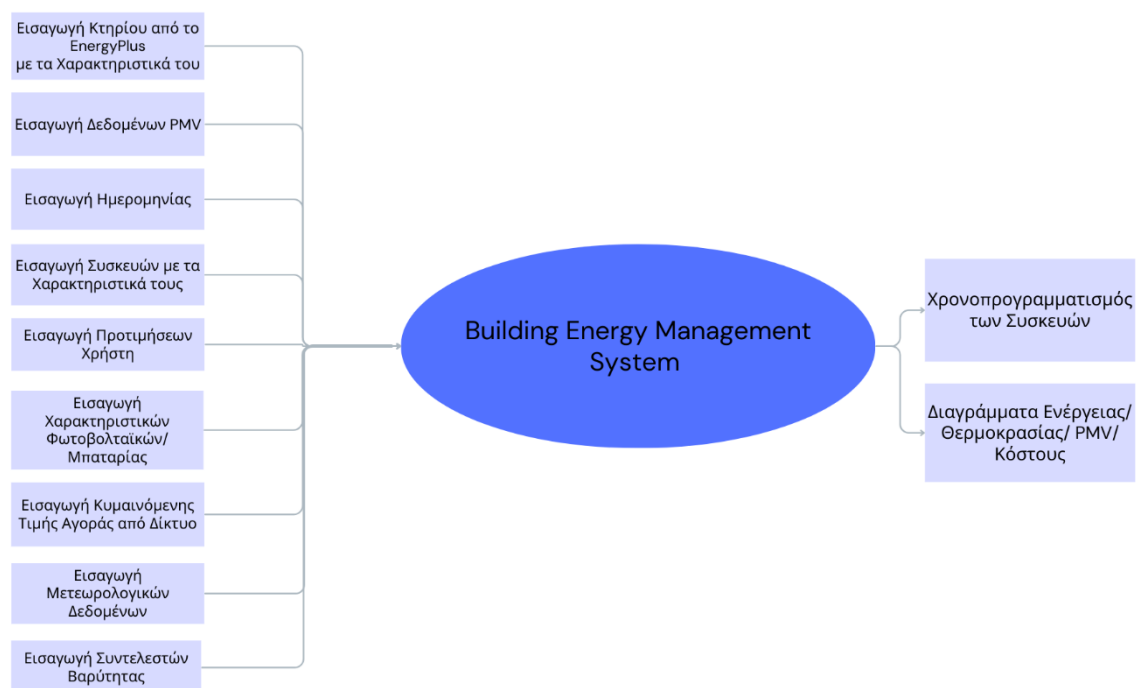 Εισαγωγή Κτηρίου από το
EnergyPlus
με τα Χαρακτηριστικά του
Εισαγωγή Δεδομένων PMV
Εισαγωγή Ημερομηνίας
Εισαγωγή Συσκευών με τα
Χαρακτηριστικά τους
Εισαγωγή Προτιμήσεων
Χρήστη
Εισαγωγή
Χαρακτηριστικών
Φωτοβολταϊκών/
Μπαταρίας
Εισαγωγή Κυμαινόμενης
Τιμής Αγοράς από Δίκτυο
Εισαγωγή
Μετεωρολογικών
Δεδομένων
Εισαγωγή Συντελεστών
Βαρύτητας
Building Energy Management
System
Χρονοπρογραμματισμός
των Συσκευών
Διαγράμματα Ενέργειας/
Θερμοκρασίας/ PMV/
Κόστους